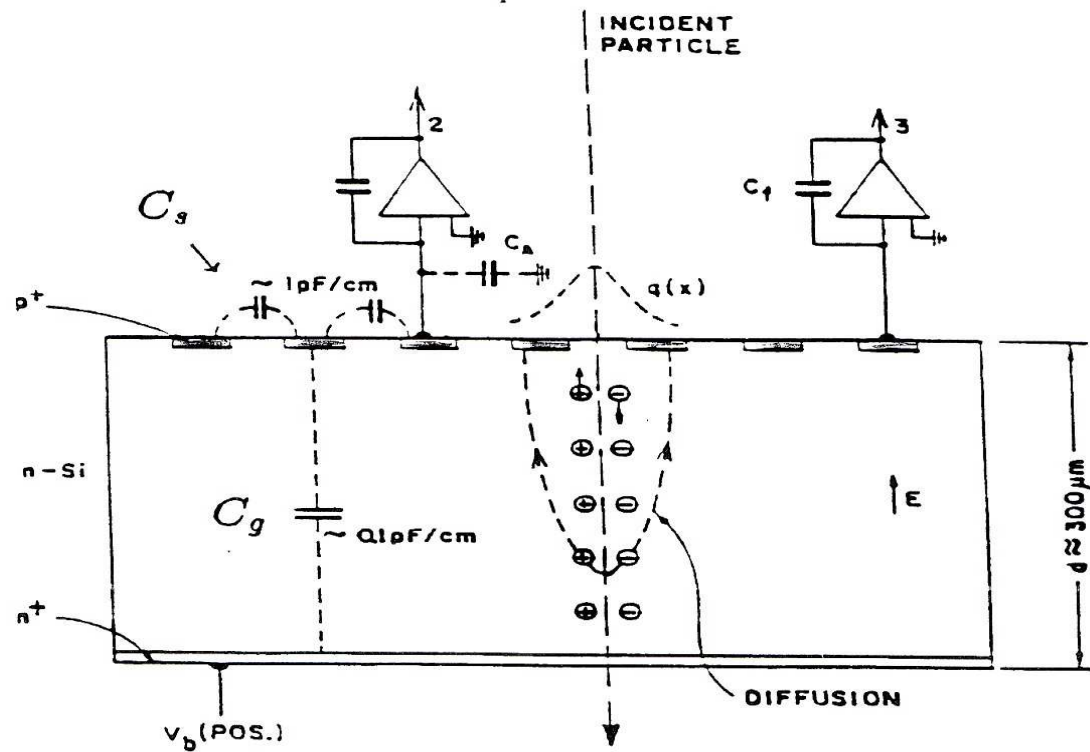 INCIDENT
PARTICLE
2
3
C_s
C_A
C_f
~ 1pF/cm
q(x)
p+
+ -
+ -
n-Si
+ -
E
C_g
~ 0.1pF/cm
+ -
d ≈ 300μm
n+
+ -
DIFFUSION
V_b (POS.)